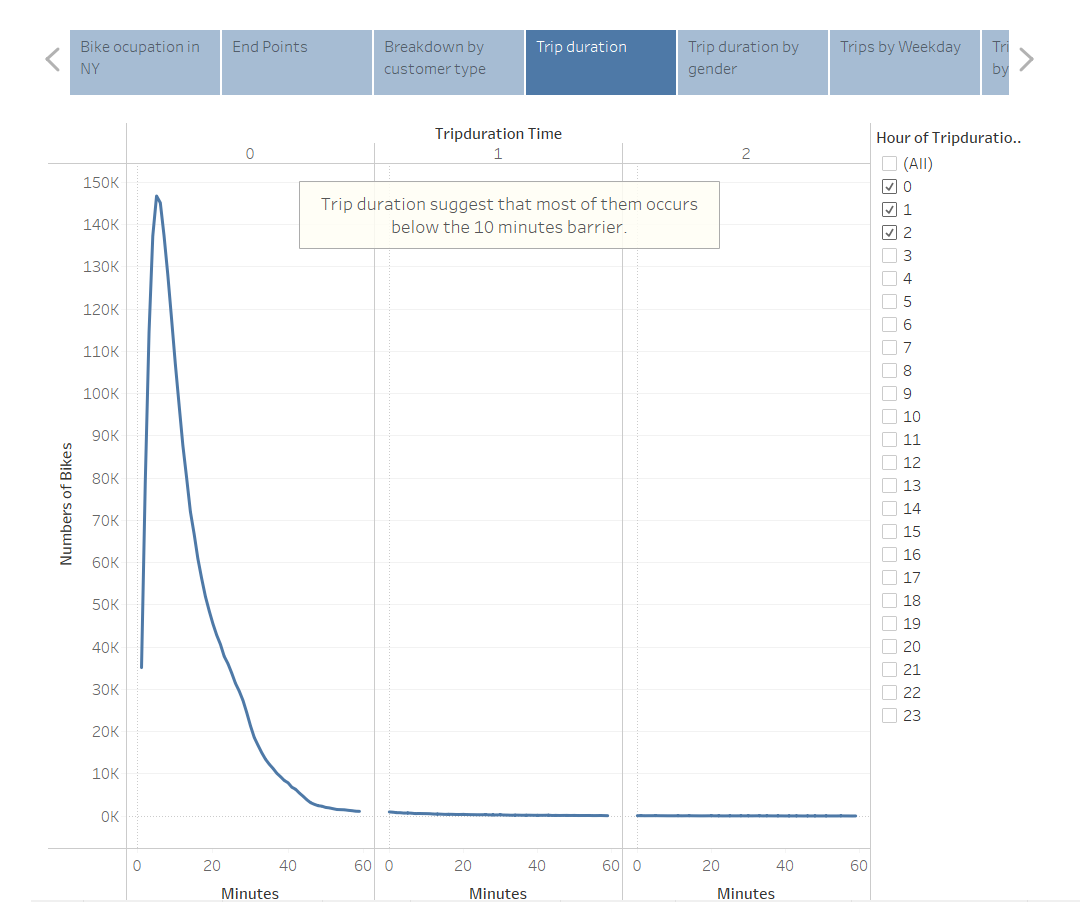 Bike ocupation in
NY
End Points
Breakdown by
customer type
Trip duration
Trip duration by
gender
Trips by Weekday
Tri
by
Tripduration Time
0
1
2
Trip duration suggest that most of them occurs
below the 10 minutes barrier.
Numbers of Bikes
150K
140K
130K
120K
110K
100K
90K
80K
70K
60K
50K
40K
30K
20K
10K
0K
0
20
40
60
0
20
40
60
0
20
40
60
Minutes
Minutes
Minutes
Hour of Tripduratio..
(All)
0
1
2
3
4
5
6
7
8
9
10
11
12
13
14
15
16
17
18
19
20
21
22
23